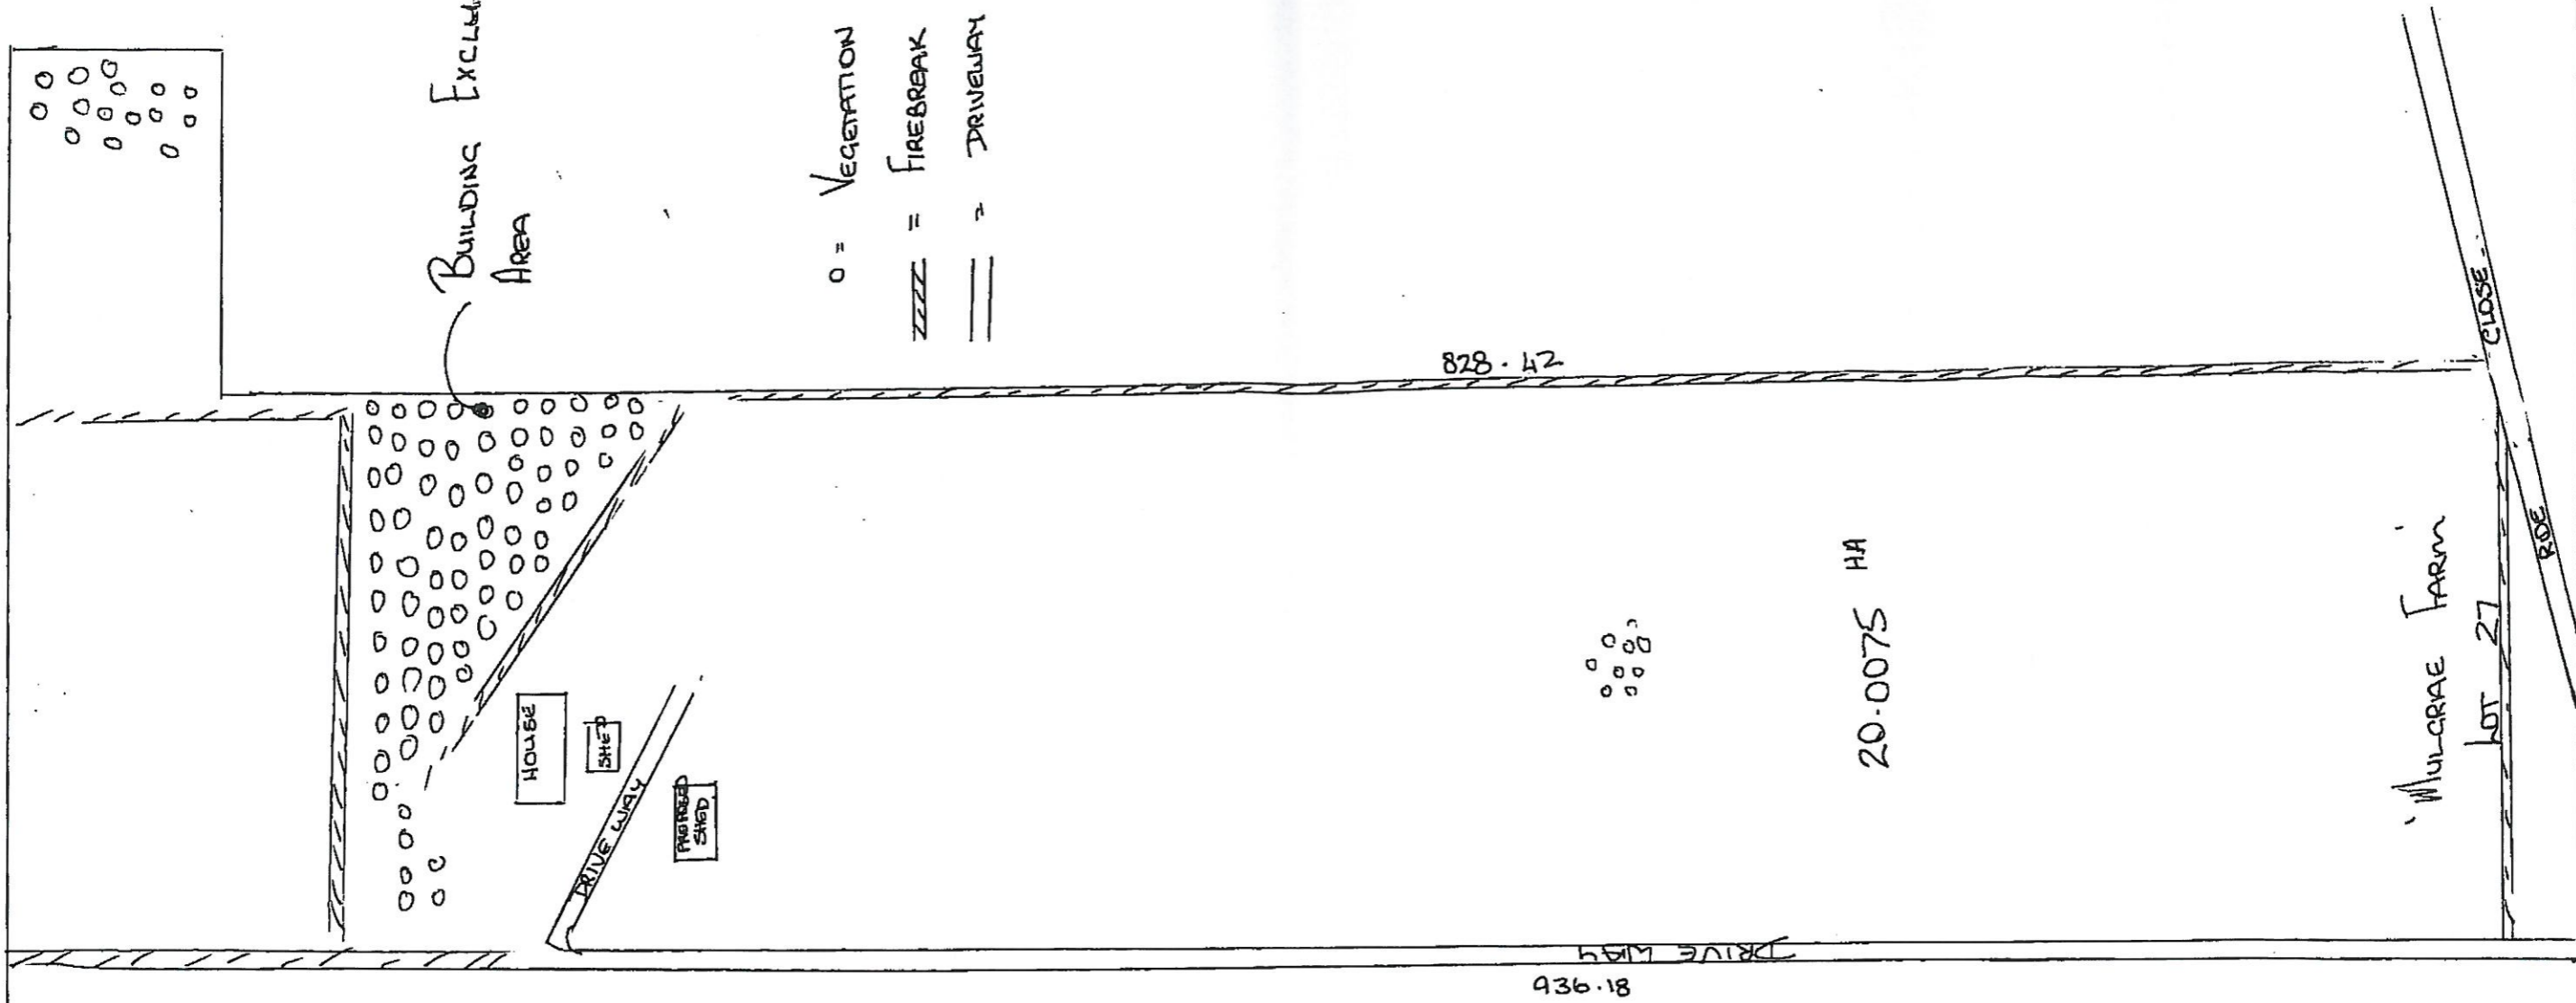 BUILDING EXCLU
AREA
O = VEGETATION
= FIREBREAK
= DRIVEWAY
828.42
CLOSE.
RDE
HOUSE
SHED
DRIVE WAY
PROPOSED
SHED
20.0075 HA
'MULGRAE FARM'
LOT 27
DRIVE WAY
936.18